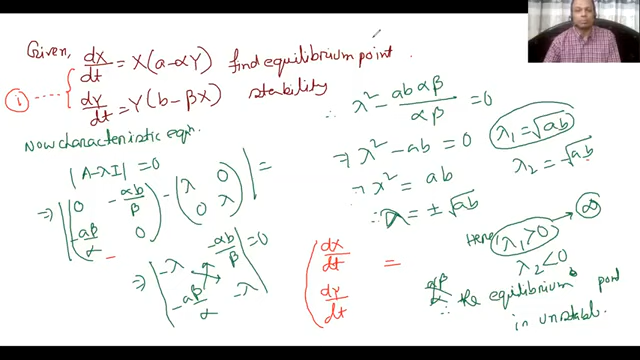 Given, dX/dt = X(a-αY) find equilibrium point.
(i) dY/dt = Y(b-βX) stability
Now characteristic eqn.
|A-λI| = 0
⇒ |(0 -αb/β; -aβ/α 0) - (λ 0; 0 λ)| =
⇒ |-λ -αb/β; -aβ/α -λ| = 0
∴ λ² - abαβ/αβ = 0
⇒ λ² - ab = 0
⇒ λ² = ab
∴ λ = ± √ab
λ₁ = √ab
λ₂ = -√ab
(dX/dt
dY/dt =
Here λ₁>0 → ∞
λ₂<0
∴ the equilibrium point
is unstable.